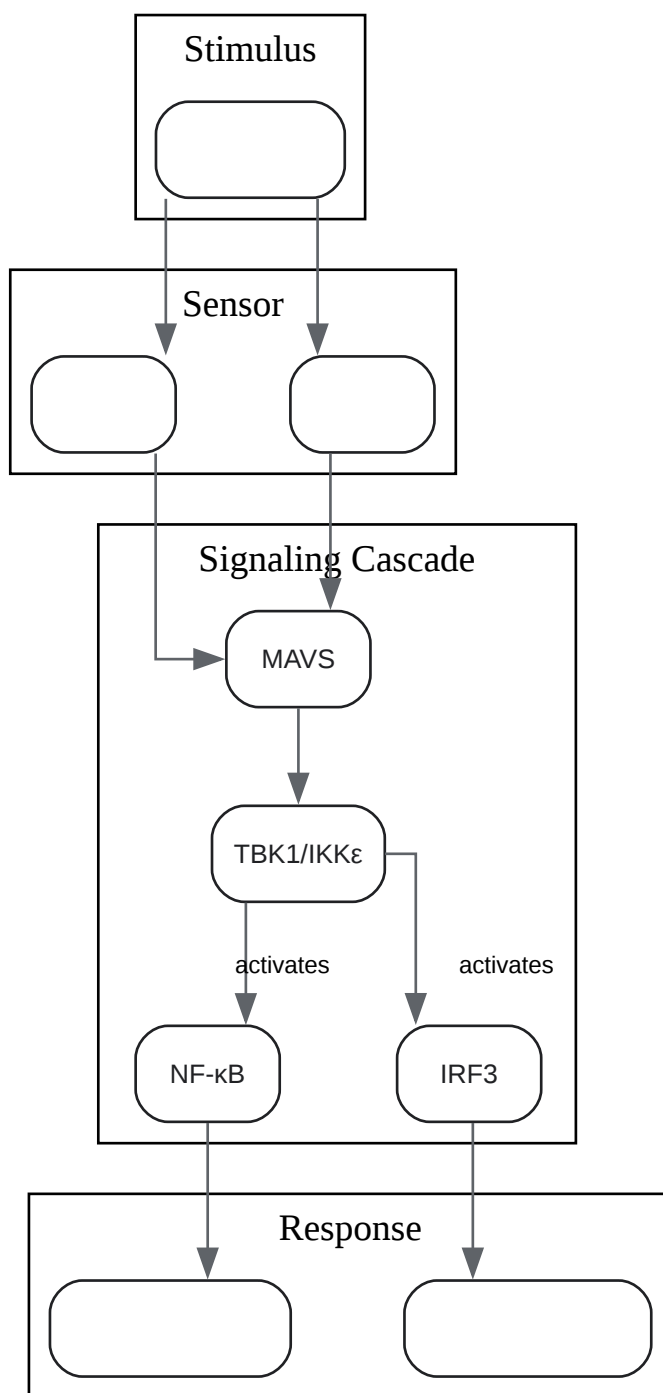 Stimulus
Sensor
Signaling Cascade
MAVS
TBK1/IKKε
activates
activates
NF-κB
IRF3
Response